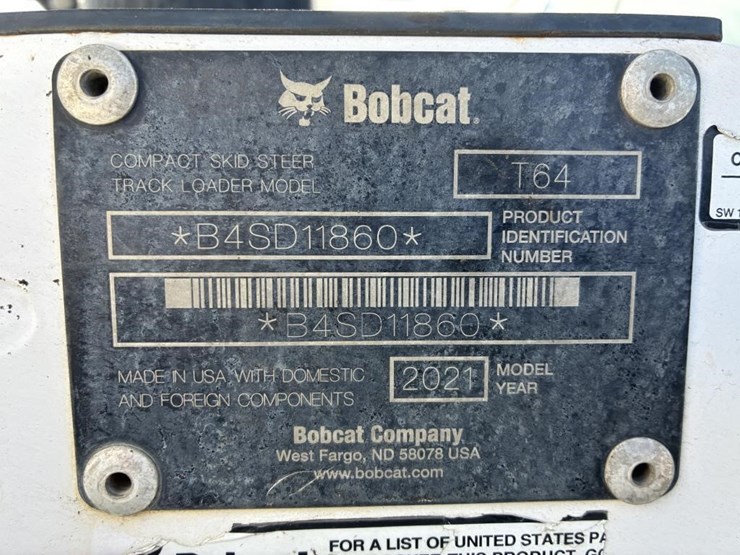 Bobcat.
COMPACT SKID STEER
TRACK LOADER MODEL
T64
*B4SD11860*
PRODUCT
IDENTIFICATION
NUMBER
*B4SD11860*
MADE IN USA WITH DOMESTIC
AND FOREIGN COMPONENTS
2021
MODEL
YEAR
Bobcat Company
West Fargo, ND 58078 USA
www.bobcat.com
SW
FOR A LIST OF UNITED STATES